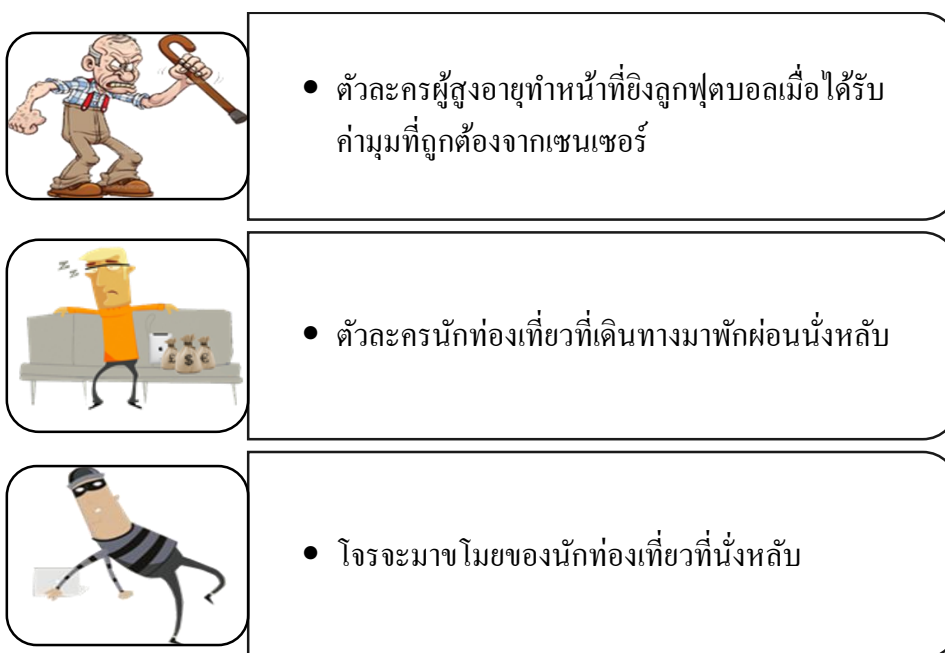 ตัวละครผู้สูงอายุทำหน้าที่ยิงลูกฟุตบอลเมื่อได้รับ
ค่ามุมที่ถูกต้องจากเซนเซอร์
ตัวละครนักท่องเที่ยวที่เดินทางมาพักผ่อนนั่งหลับ
โจรจะมาขโมยของนักท่องเที่ยวที่นั่งหลับ